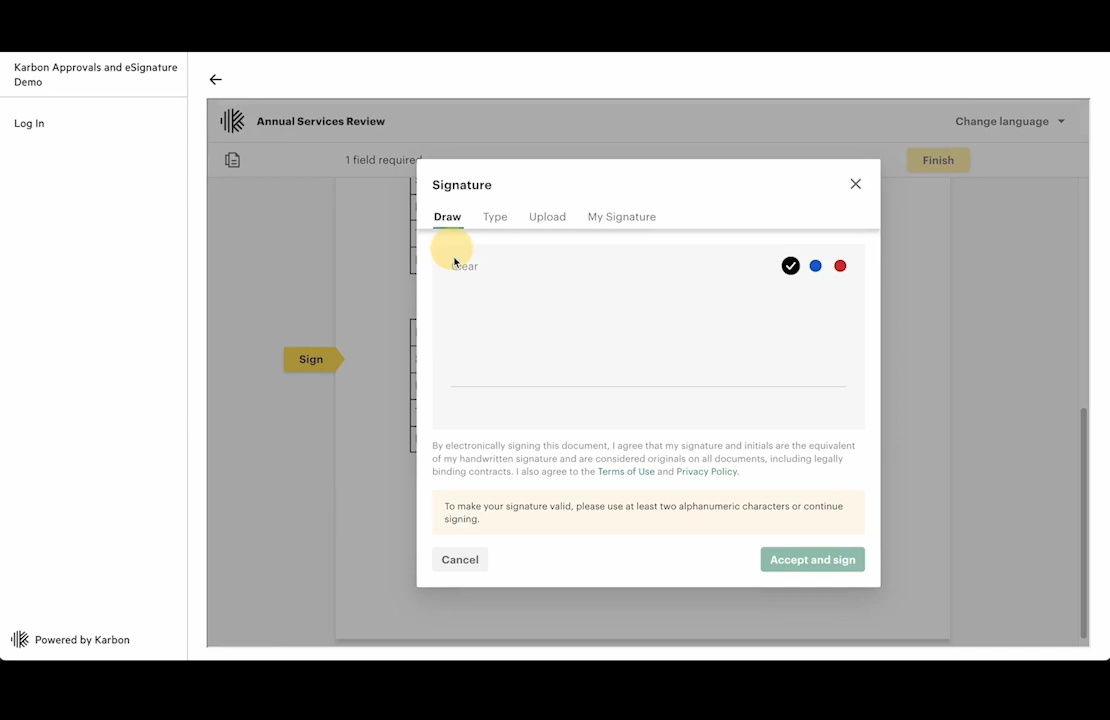 Karbon Approvals and eSignature
Demo
Log In
Annual Services Review
Change language
1 field required
Finish
Signature
Draw
Type
Upload
My Signature
Clear
Sign
By electronically signing this document, I agree that my signature and initials are the equivalent
of my handwritten signature and are considered originals on all documents, including legally
binding contracts. I also agree to the Terms of Use and Privacy Policy.
To make your signature valid, please use at least two alphanumeric characters or continue
signing.
Cancel
Accept and sign
Powered by Karbon